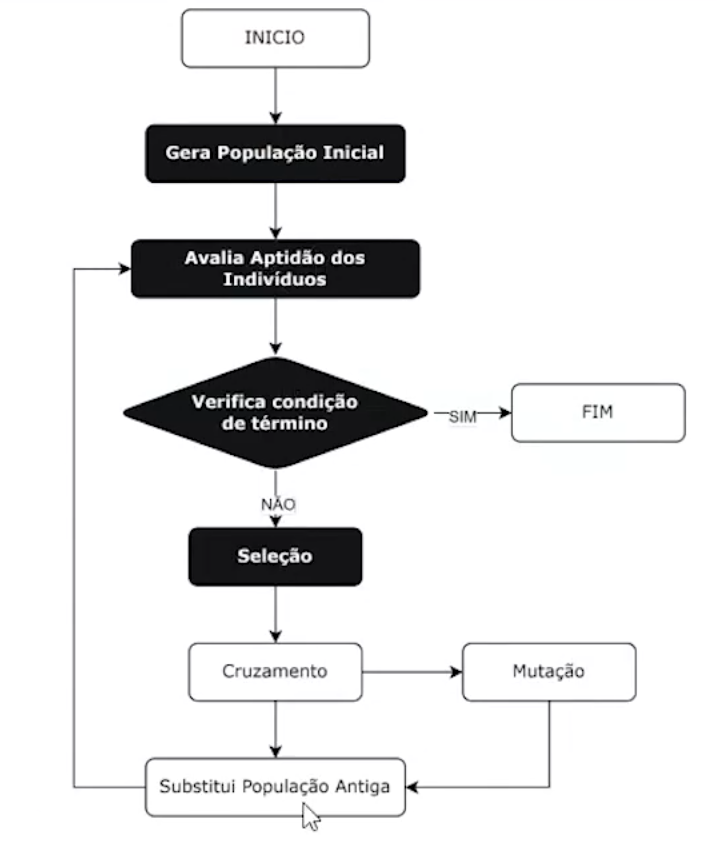 INICIO
Gera População Inicial
Avalia Aptidão dos
Indivíduos
Verifica condição
de término
SIM
FIM
NÃO
Seleção
Cruzamento
Mutação
Substitui População Antiga